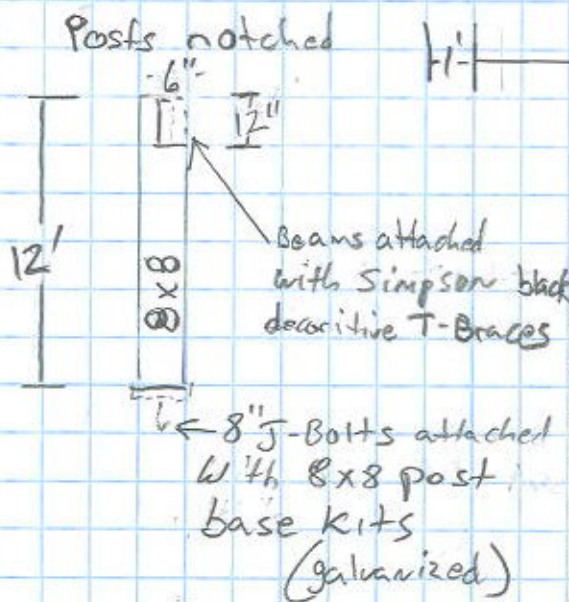 Posts notched
6"
1'
12"
12'
8x8
Beams attached
with Simpson black
decoritive T-Braces
8" J-Bolts attached
with 8x8 post
base kits
(galvanized)